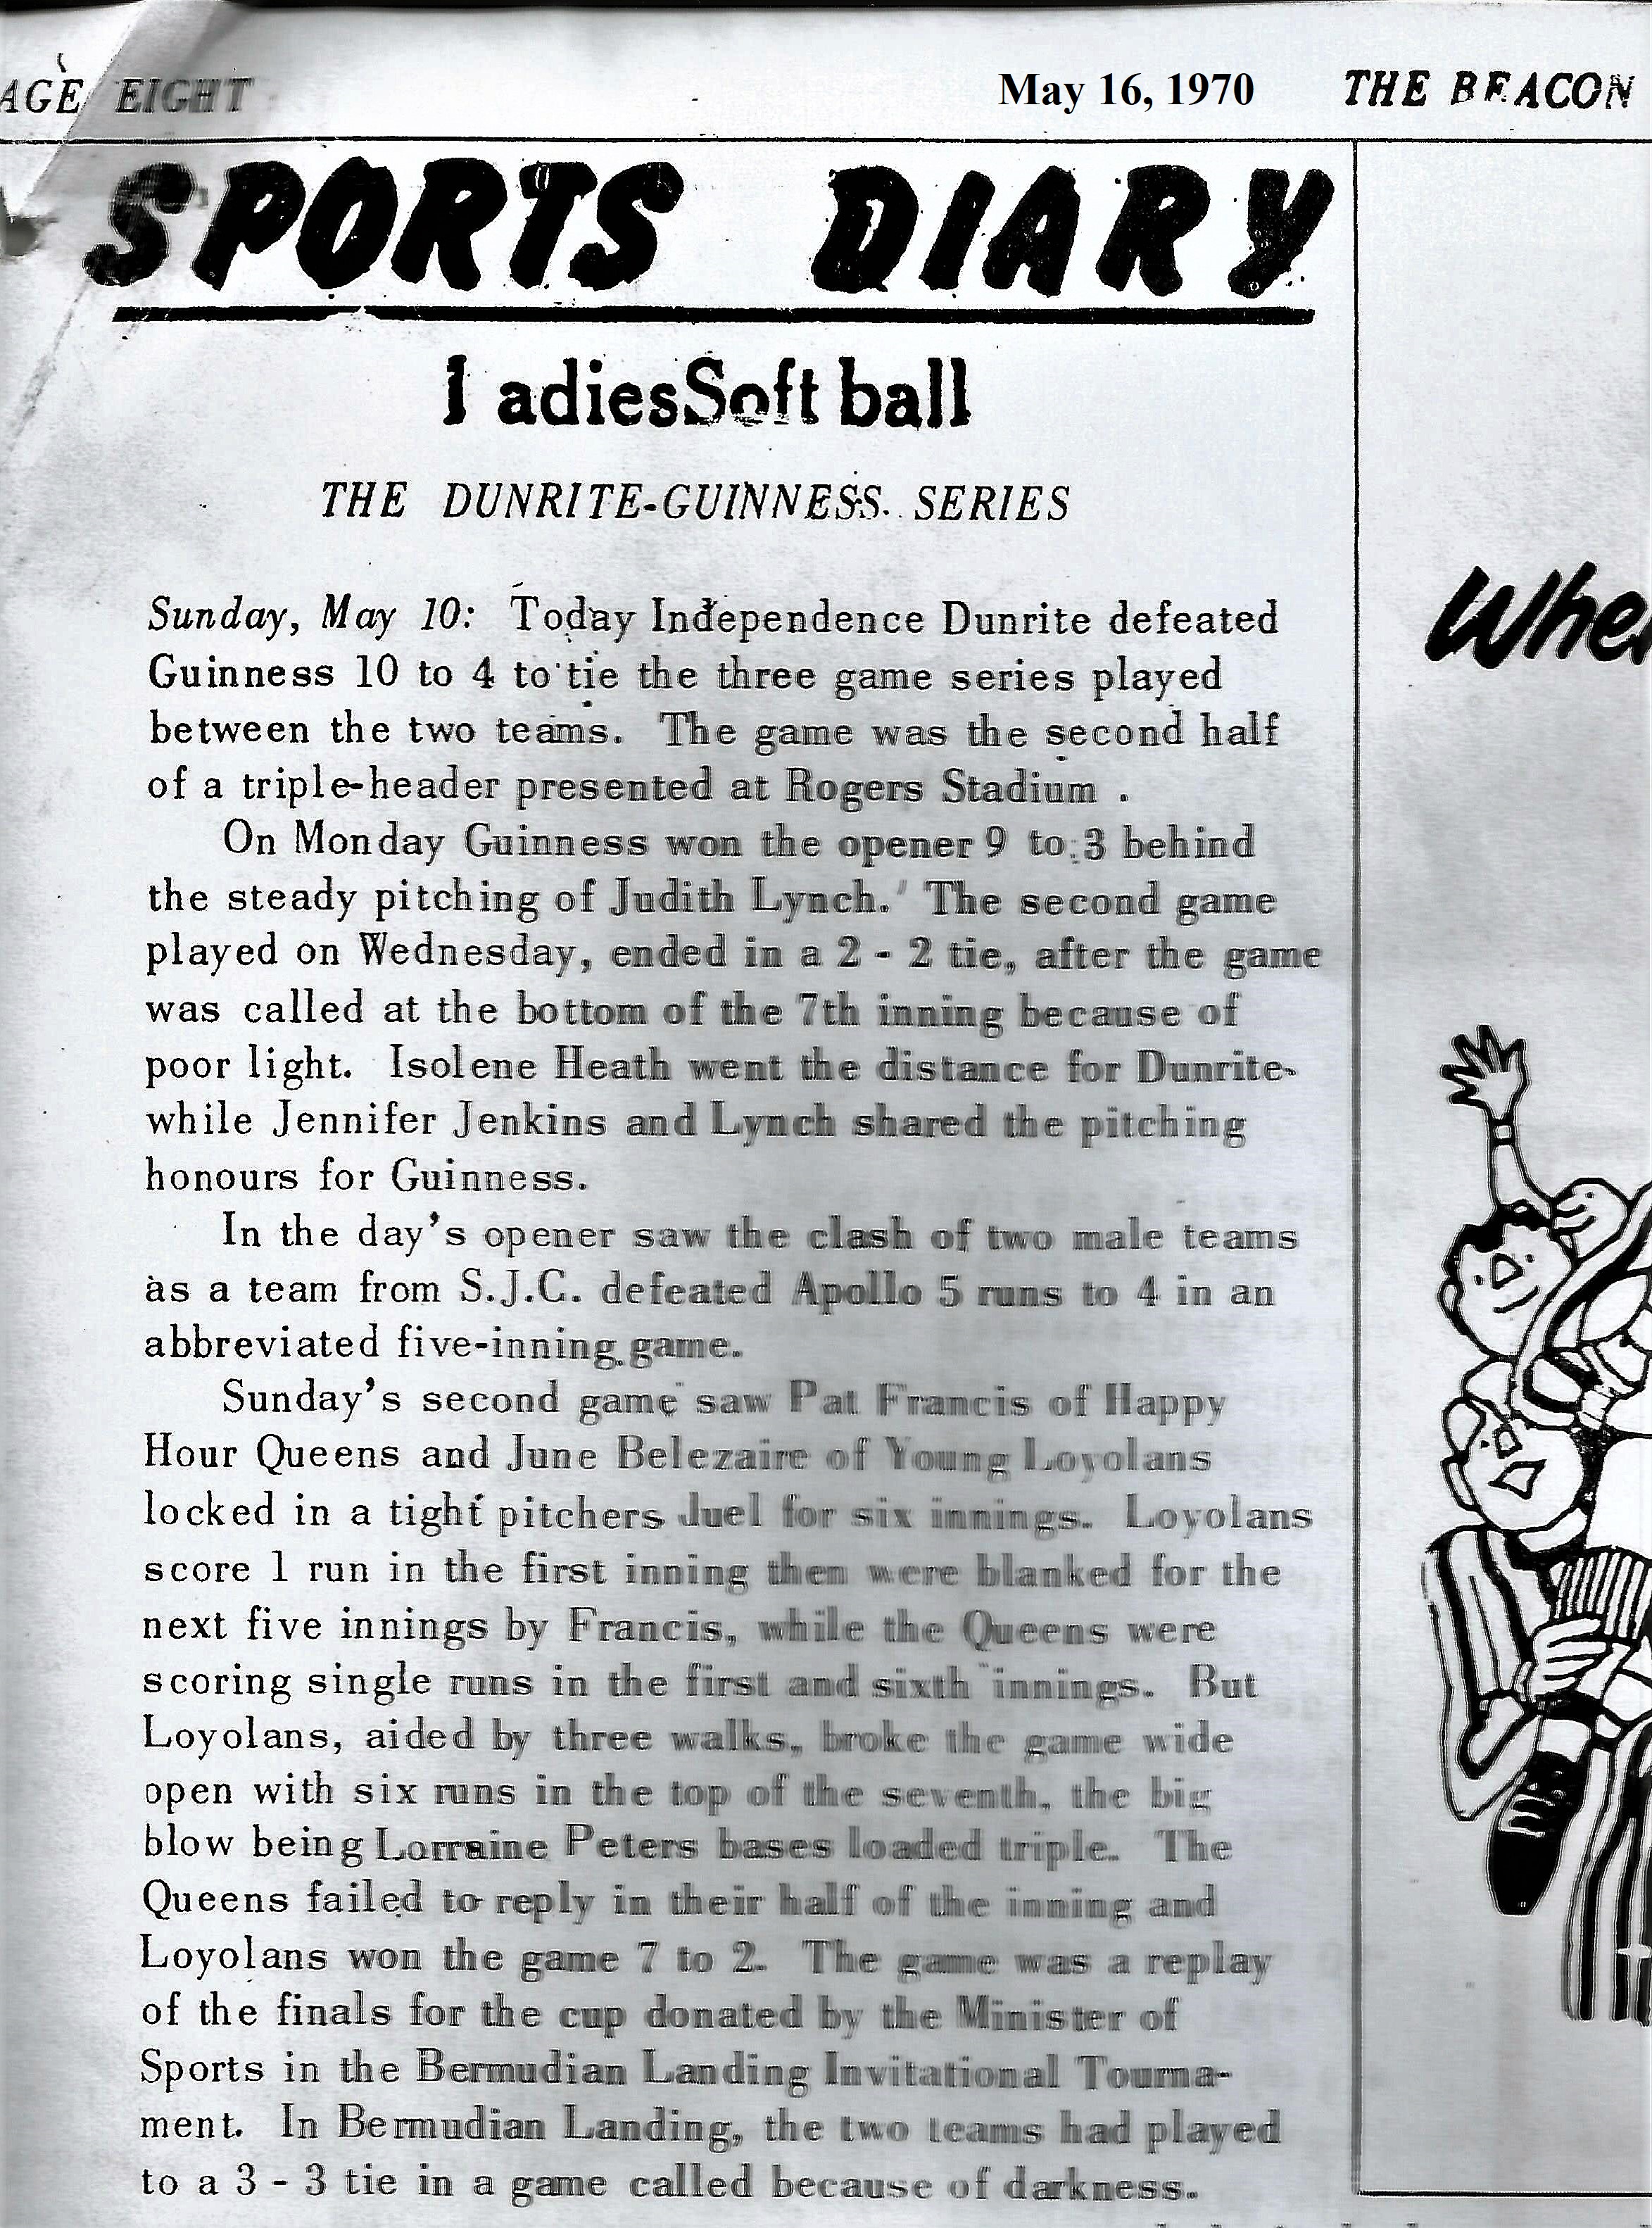 AGE EIGHT May 16, 1970 THE BEACON
SPORTS DIARY
Ladies Softball
THE DUNRITE-GUINNESS SERIES
Sunday, May 10: Today Independence Dunrite defeated
Guinness 10 to 4 to tie the three game series played
between the two teams. The game was the second half
of a triple-header presented at Rogers Stadium .
On Monday Guinness won the opener 9 to 3 behind
the steady pitching of Judith Lynch. The second game
played on Wednesday, ended in a 2 - 2 tie, after the game
was called at the bottom of the 7th inning because of
poor light. Isolene Heath went the distance for Dunrite-
while Jennifer Jenkins and Lynch shared the pitching
honours for Guinness.
In the day's opener saw the clash of two male teams
as a team from S.J.C. defeated Apollo 5 runs to 4 in an
abbreviated five-inning game.
Sunday's second game saw Pat Francis of Happy
Hour Queens and June Belezaire of Young Loyolans
locked in a tight pitchers duel for six innings. Loyolans
score 1 run in the first inning then were blanked for the
next five innings by Francis, while the Queens were
scoring single runs in the first and sixth innings. But
Loyolans, aided by three walks, broke the game wide
open with six runs in the top of the seventh, the big
blow being Lorraine Peters bases loaded triple. The
Queens failed to reply in their half of the inning and
Loyolans won the game 7 to 2. The game was a replay
of the finals for the cup donated by the Minister of
Sports in the Bermudian Landing Invitational Tourna-
ment. In Bermudian Landing, the two teams had played
to a 3 - 3 tie in a game called because of darkness.